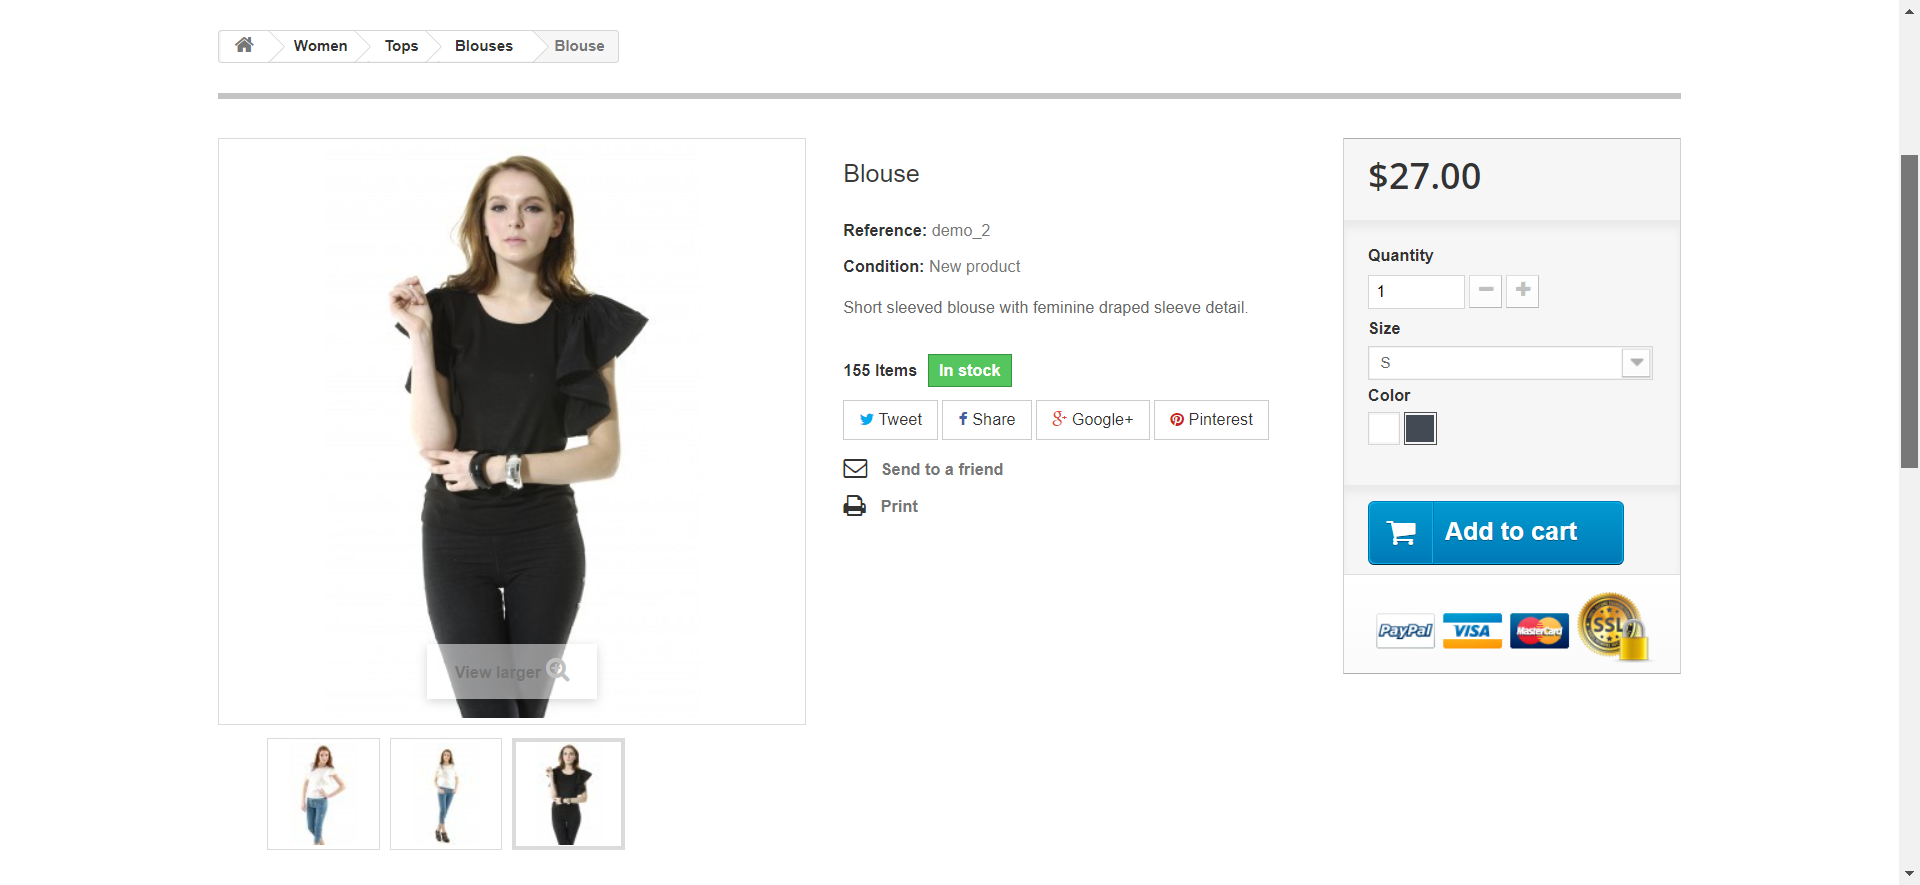 Women
Tops
Blouses
Blouse
Blouse
Reference: demo_2
Condition: New product
Short sleeved blouse with feminine draped sleeve detail.
155 Items In stock
Tweet Share Google+ Pinterest
Send to a friend
Print
View larger
$27.00
Quantity
1
Size
S
Color
Add to cart
PayPal VISA MasterCard SSL